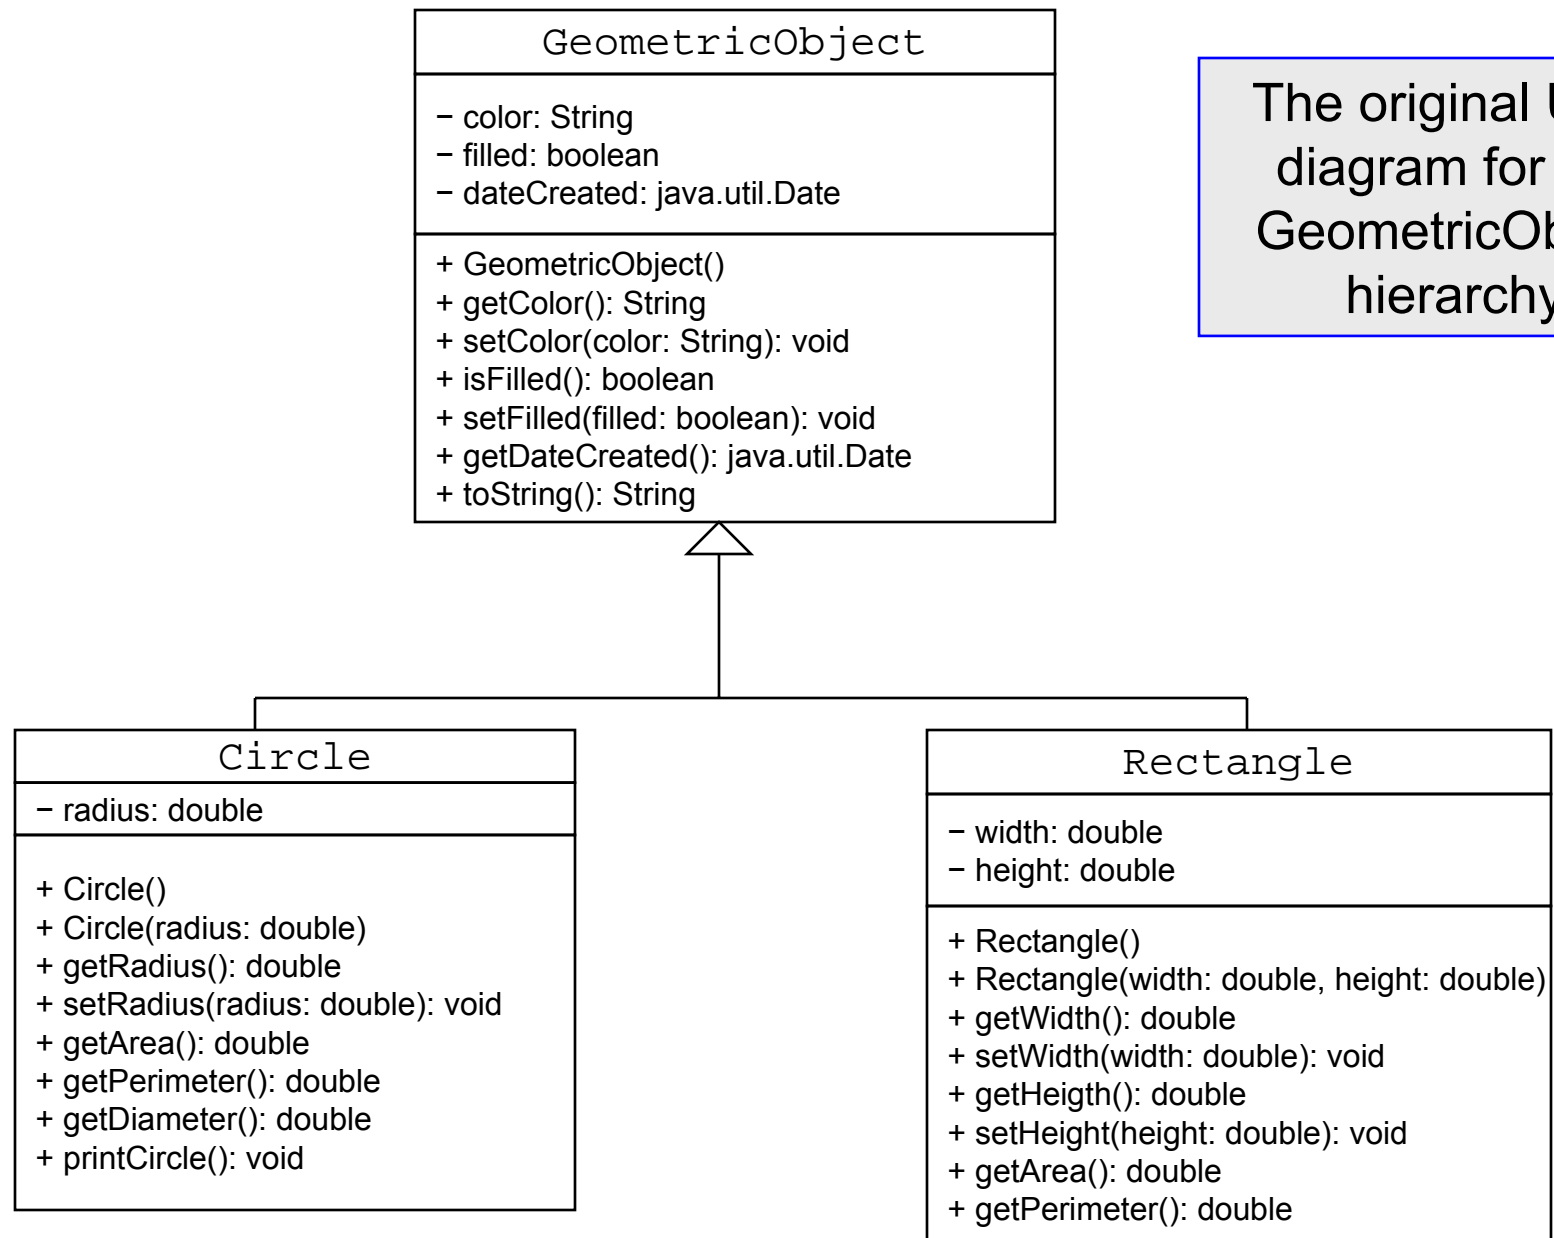 GeometricObject
− color: String
− filled: boolean
− dateCreated: java.util.Date
+ GeometricObject()
+ getColor(): String
+ setColor(color: String): void
+ isFilled(): boolean
+ setFilled(filled: boolean): void
+ getDateCreated(): java.util.Date
+ toString(): String
The original
diagram for
hierarchy
Circle
− radius: double
+ Circle()
+ Circle(radius: double)
+ getRadius(): double
+ setRadius(radius: double): void
+ getArea(): double
+ getPerimeter(): double
+ getDiameter(): double
+ printCircle(): void
Rectangle
− width: double
− height: double
+ Rectangle()
+ Rectangle(width: double, height: double)
+ getWidth(): double
+ setWidth(width: double): void
+ getHeigth(): double
+ setHeight(height: double): void
+ getArea(): double
+ getPerimeter(): double